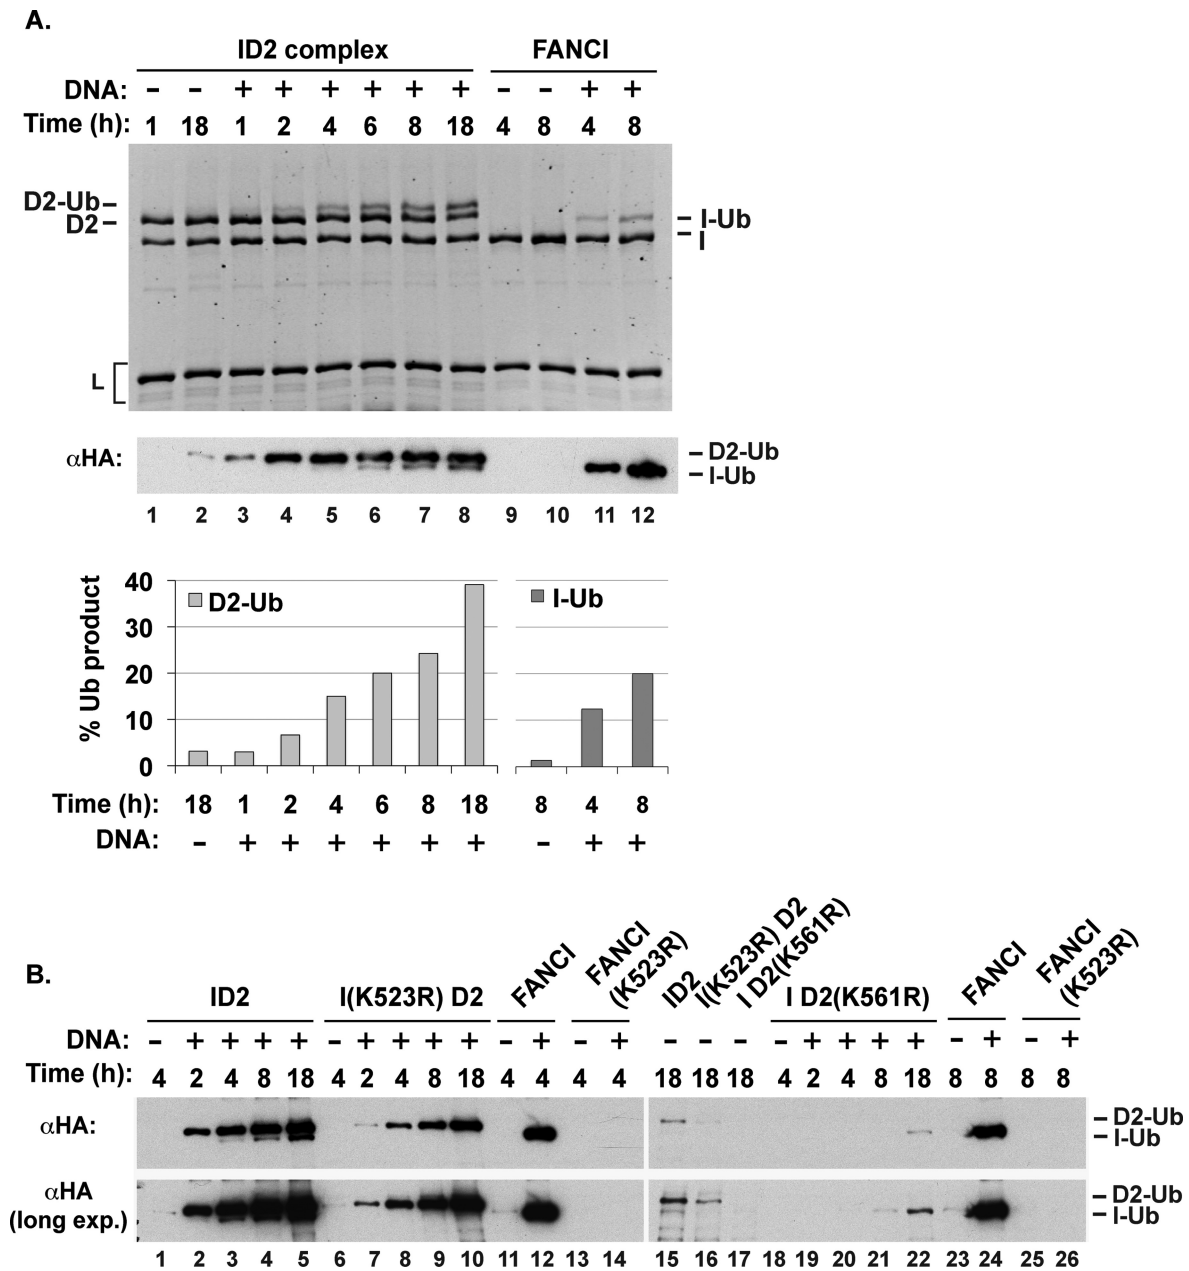 A.
ID2 complex FANCI
DNA: – – + + + + + + – – + +
Time (h): 1 18 1 2 4 6 8 18 4 8 4 8
D2-Ub –
D2 –
– I-Ub
– I
L
αHA:
– D2-Ub
– I-Ub
1 2 3 4 5 6 7 8 9 10 11 12
% Ub product
40
30
20
10
0
D2-Ub
I-Ub
Time (h): 18 1 2 4 6 8 18 8 4 8
DNA: – + + + + + + – + +
B.
ID2 I(K523R) D2 FANCI FANCI (K523R) ID2 I(K523R) D2 I D2(K561R) I D2(K561R) FANCI FANCI (K523R)
DNA: – + + + + – + + + + – + – + – – – – + + + + – + – +
Time (h): 4 2 4 8 18 4 2 4 8 18 4 4 4 4 18 18 18 4 2 4 8 18 8 8 8 8
αHA:
– D2-Ub
– I-Ub
αHA
(long exp.)
– D2-Ub
– I-Ub
1 2 3 4 5 6 7 8 9 10 11 12 13 14 15 16 17 18 19 20 21 22 23 24 25 26